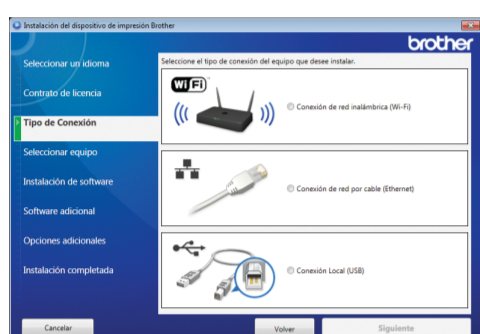 Instalación del dispositivo de impresión Brother
brother
Seleccionar un idioma
Contrato de licencia
Tipo de Conexión
Seleccionar equipo
Instalación de software
Software adicional
Opciones adicionales
Instalación completada
Seleccione el tipo de conexión del equipo que desee instalar.
Wi Fi
Conexión de red inalámbrica (Wi-Fi)
Conexión de red por cable (Ethernet)
Conexión Local (USB)
Cancelar
Volver
Siguiente